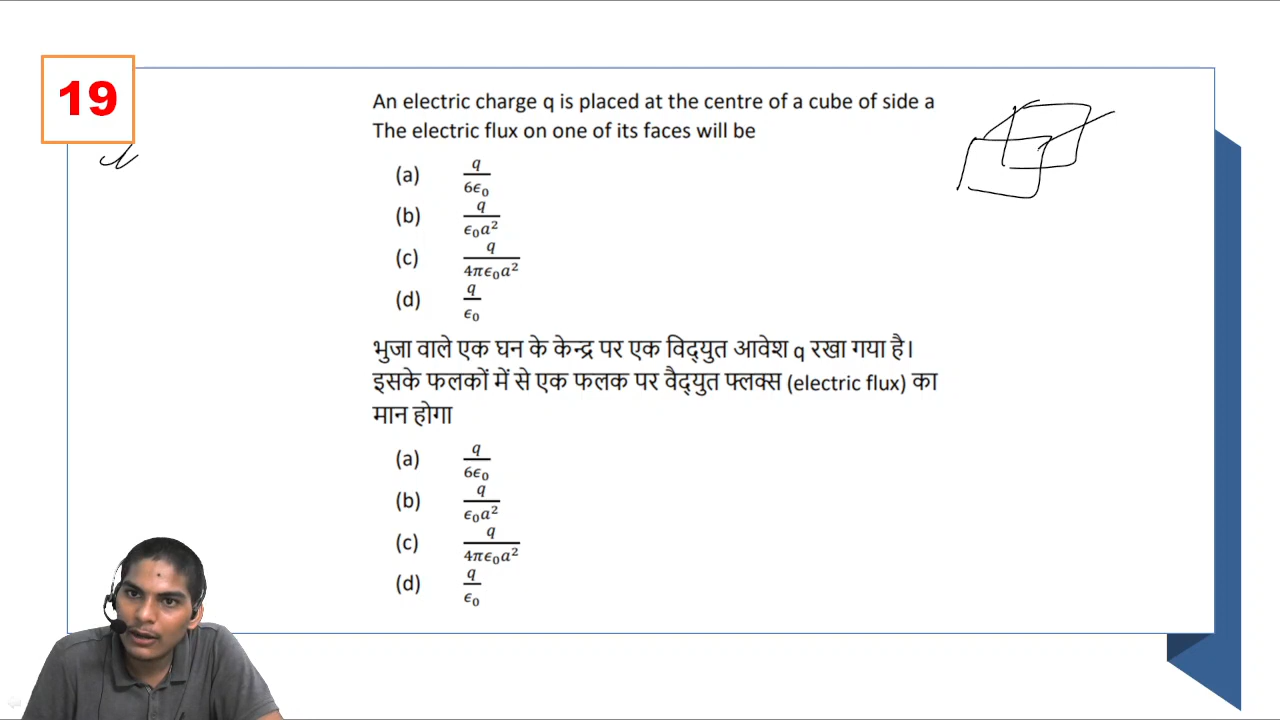 19
An electric charge q is placed at the centre of a cube of side a
The electric flux on one of its faces will be
(a) q/6ϵ₀
(b) q/ϵ₀a²
(c) q/4πϵ₀a²
(d) q/ϵ₀
भुजा वाले एक घन के केन्द्र पर एक विद्युत आवेश q रखा गया है।
इसके फलकों में से एक फलक पर वैद्युत फ्लक्स (electric flux) का
मान होगा
(a) q/6ϵ₀
(b) q/ϵ₀a²
(c) q/4πϵ₀a²
(d) q/ϵ₀